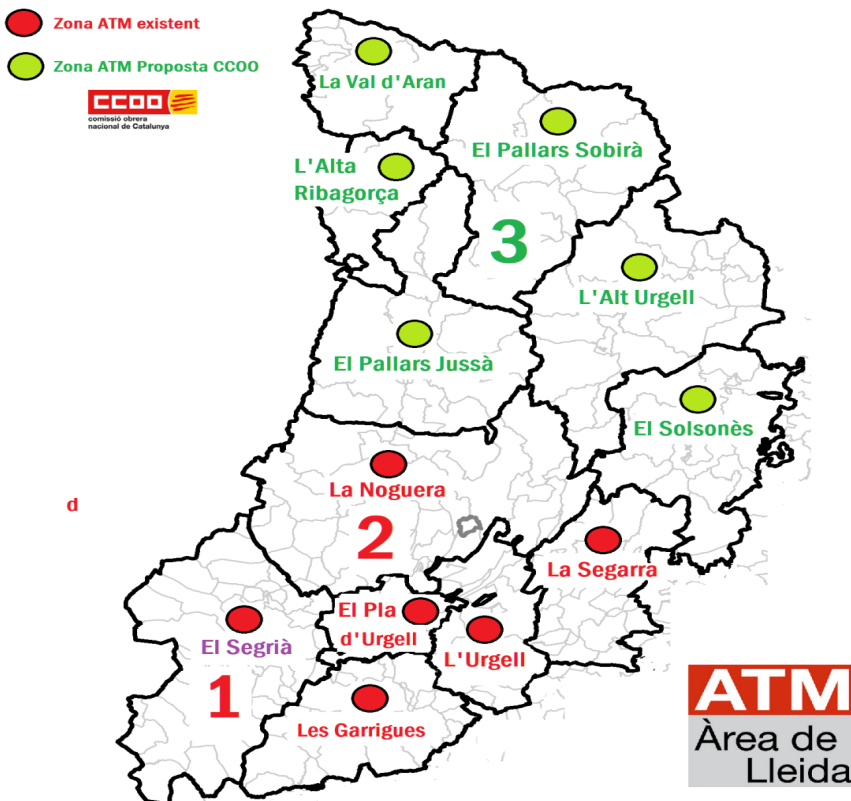 Zona ATM existent
Zona ATM Proposta CCOO
CCOO
comissió obrera
nacional de Catalunya
La Val d'Aran
El Pallars Sobirà
L'Alta
Ribagorça
3
L'Alt Urgell
El Pallars Jussà
El Solsonès
La Noguera
d
2
La Segarra
El Pla
d'Urgell
El Segrià
L'Urgell
1
Les Garrigues
ATM
Àrea de
Lleida